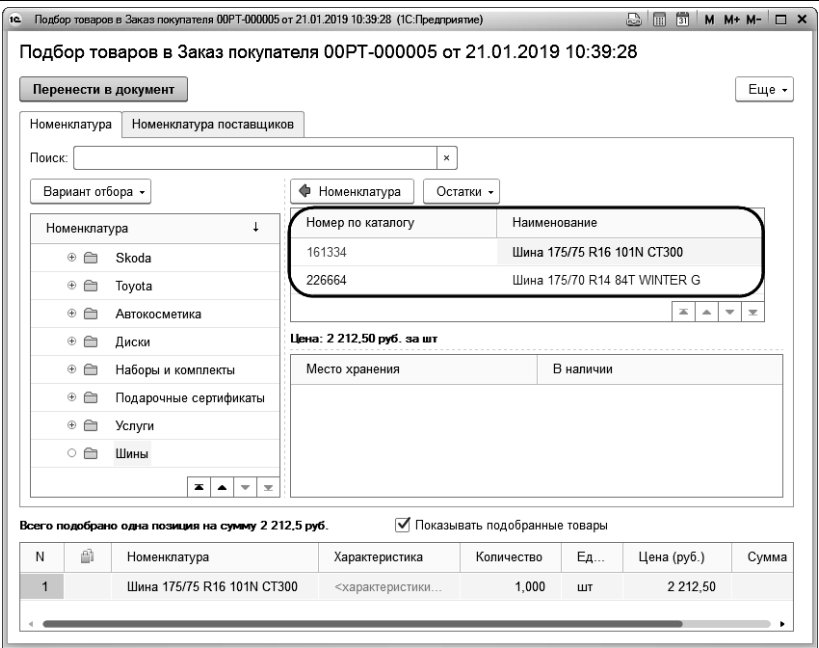 1С Подбор товаров в Заказ покупателя 00РТ-000005 от 21.01.2019 10:39:28 (1С:Предприятие) 31 M M+ M-
Подбор товаров в Заказ покупателя 00РТ-000005 от 21.01.2019 10:39:28
Перенести в документ Еще
Номенклатура Номенклатура поставщиков
Поиск: ×
Вариант отбора Номенклатура Остатки
Номенклатура ↓
Skoda
Toyota
Автокосметика
Диски
Наборы и комплекты
Подарочные сертификаты
Услуги
Шины
Номер по каталогу Наименование
161334 Шина 175/75 R16 101N CT300
226664 Шина 175/70 R14 84T WINTER G
Цена: 2 212,50 руб. за шт
Место хранения В наличии
Всего подобрано одна позиция на сумму 2 212,5 руб. Показывать подобранные товары
N Номенклатура Характеристика Количество Ед... Цена (руб.) Сумма
1 Шина 175/75 R16 101N CT300 <характеристики... 1,000 шт 2 212,50